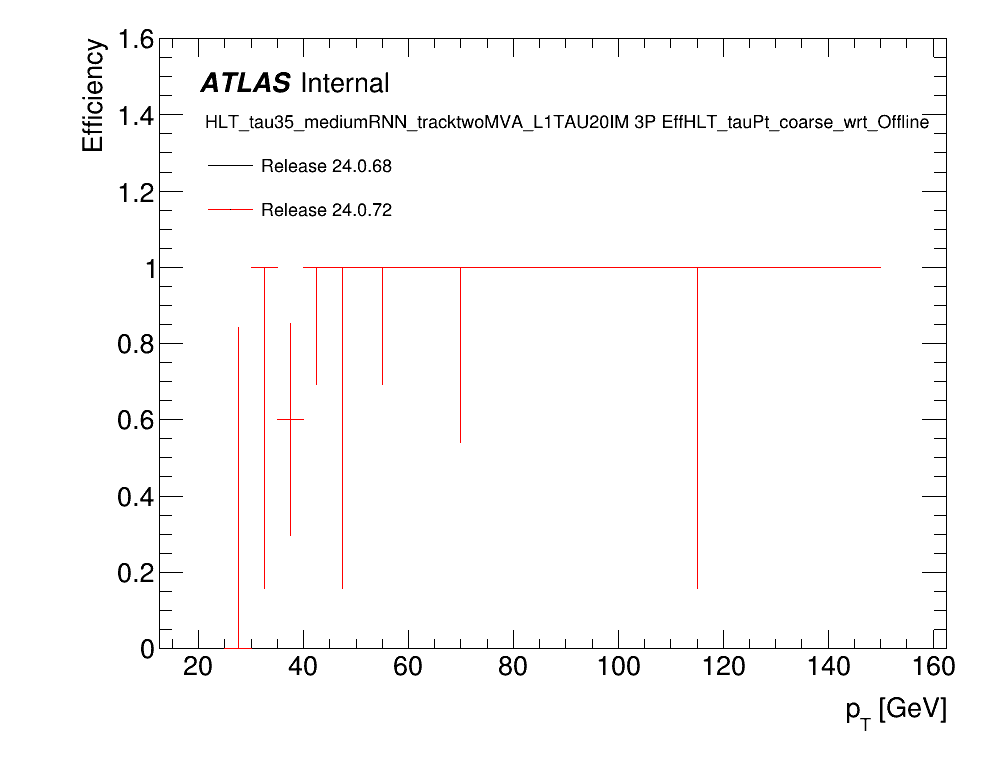 Efficiency
1.6
1.4
1.2
1
0.8
0.6
0.4
0.2
0
ATLAS Internal
HLT_tau35_mediumRNN_tracktwoMVA_L1TAU20IM 3P EffHLT_tauPt_coarse_wrt_Offline
Release 24.0.68
Release 24.0.72
20 40 60 80 100 120 140 160
p_T [GeV]